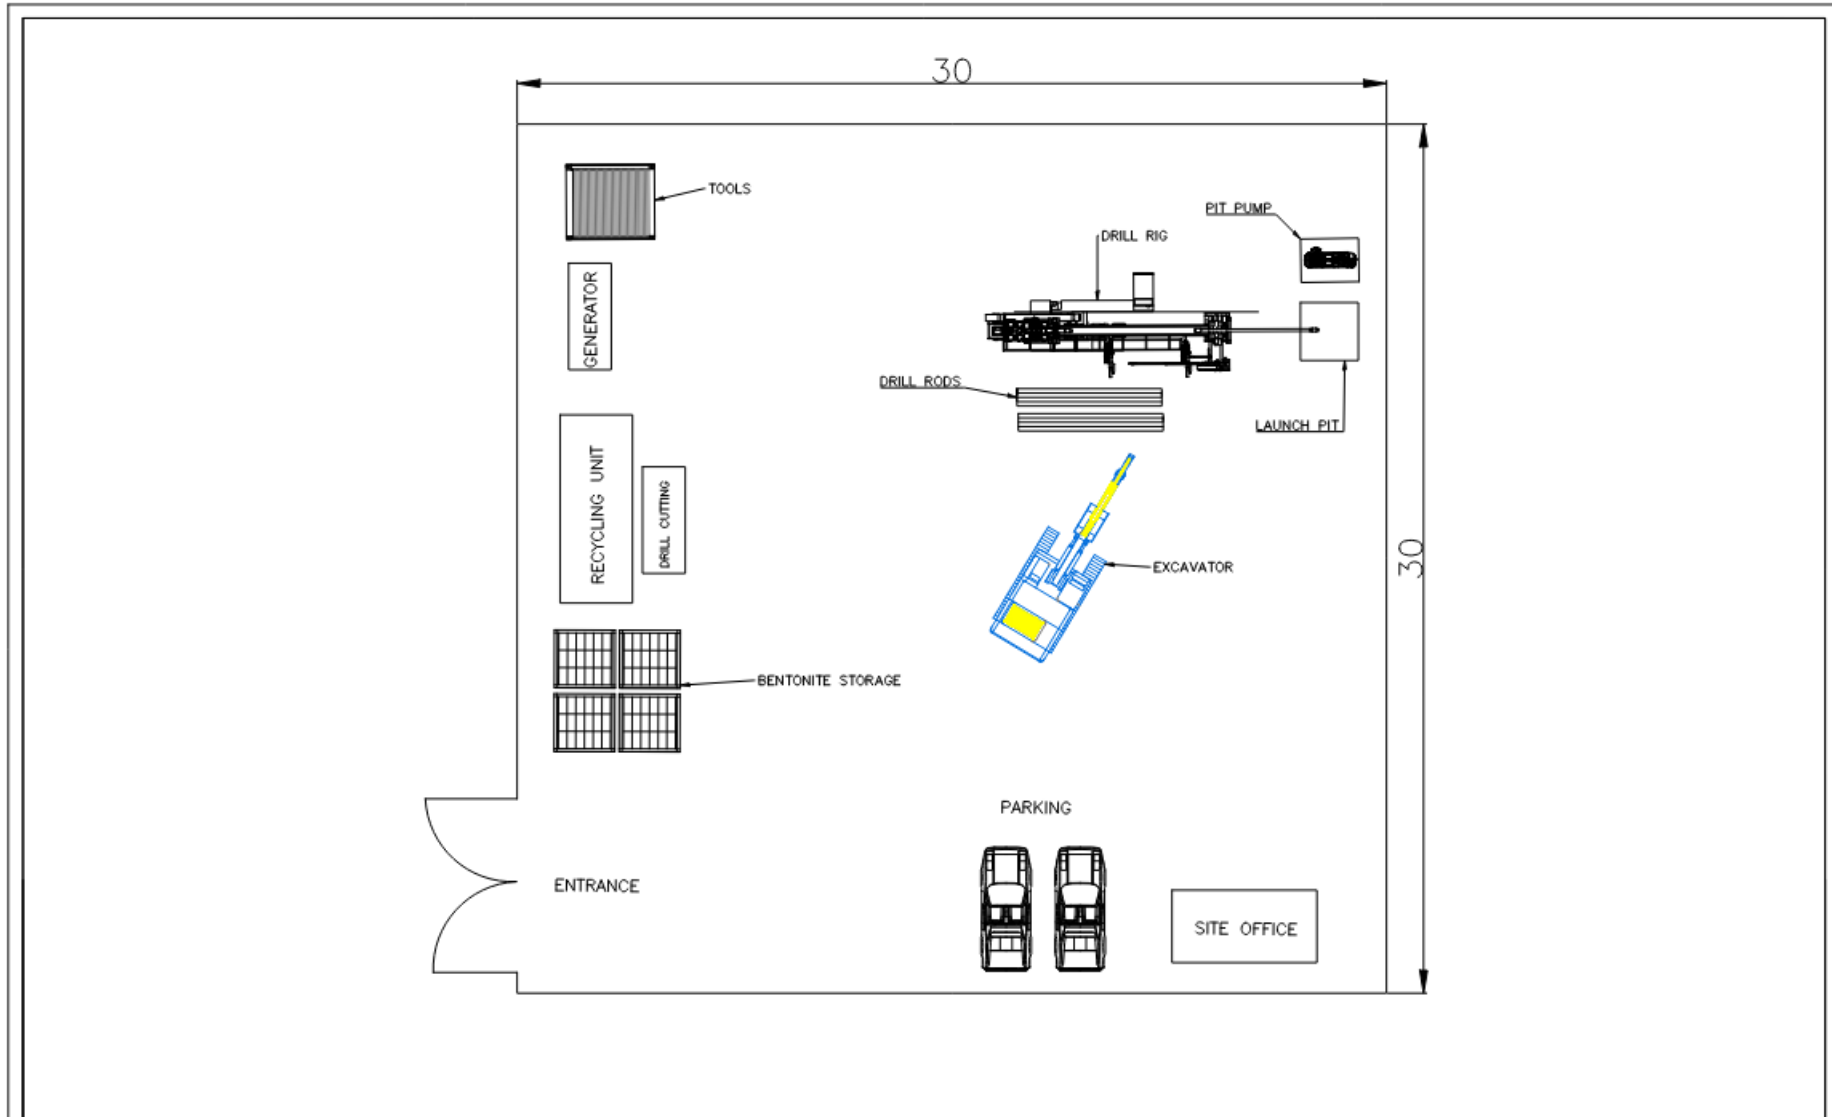 30
TOOLS
PIT PUMP
DRILL RIG
GENERATOR
DRILL RODS
LAUNCH PIT
RECYCLING UNIT
DRILL CUTTING
EXCAVATOR
30
BENTONITE STORAGE
PARKING
ENTRANCE
SITE OFFICE